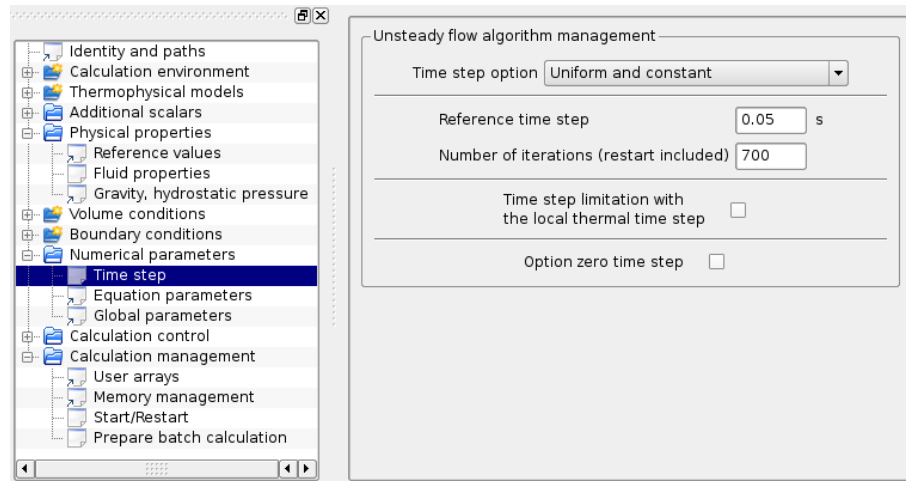 Identity and paths
Calculation environment
Thermophysical models
Additional scalars
Physical properties
Reference values
Fluid properties
Gravity, hydrostatic pressure
Volume conditions
Boundary conditions
Numerical parameters
Time step
Equation parameters
Global parameters
Calculation control
Calculation management
User arrays
Memory management
Start/Restart
Prepare batch calculation
Unsteady flow algorithm management
Time step option Uniform and constant
Reference time step 0.05 s
Number of iterations (restart included) 700
Time step limitation with
the local thermal time step
Option zero time step